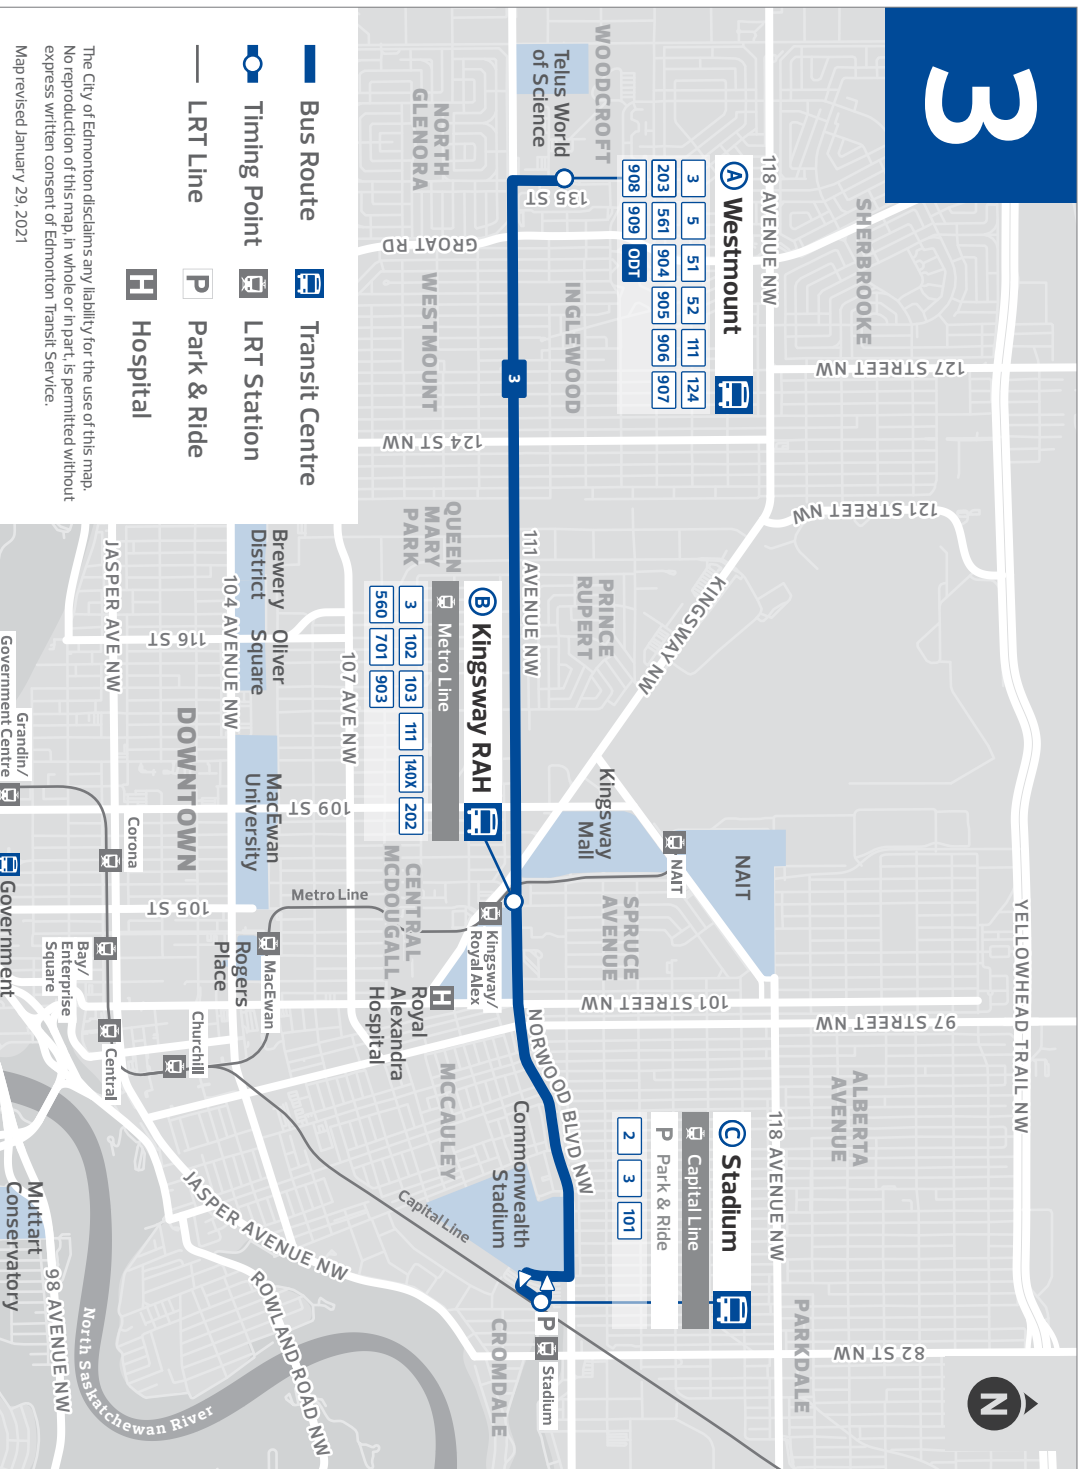 3
118 AVENUE NW
SHERBROOKE
127 STREET NW
121 STREET NW
YELLOWHEAD TRAIL NW
WOODCROFT
Telus World
of Science
NORTH
GLENORA
135 ST
GROAT RD
WESTMOUNT
INGLEWOOD
124 ST NW
A Westmount
3 5 51 52 111 124
203 561 904 905 906 907
908 909 ODT
3
111 AVENUE NW
QUEEN
MARY
PARK
PRINCE
RUPERT
KINGSWAY NW
B Kingsway RAH
Metro Line
3 102 103 111 140X 202
560 701 903
Kingsway
Mall
NAIT
NAIT
SPRUCE
AVENUE
CENTRAL
MCDOUGALL
Kingsway/
Royal Alex
H
Royal
Alexandra
Hospital
101 STREET NW
97 STREET NW
NORWOOD BLVD NW
ALBERTA
AVENUE
118 AVENUE NW
MCCAULEY
Commonwealth
Stadium
C Stadium
Capital Line
P Park & Ride
2 3 101
P
Stadium
CROMDALE
PARKDALE
82 ST NW
N
Capital Line
JASPER AVENUE NW
ROWLAND ROAD NW
North Saskatchewan River
98 AVENUE NW
Muttart
Conservatory
Brewery
District
Oliver
Square
104 AVENUE NW
107 AVE NW
116 ST
JASPER AVE NW
DOWNTOWN
MacEwan
University
109 ST
105 ST
Metro Line
MacEwan
Rogers
Place
Churchill
Central
Bay/
Enterprise
Square
Corona
Grandin/
Government Centre
Government
Bus Route
Timing Point
LRT Line
Transit Centre
LRT Station
P Park & Ride
H Hospital
The City of Edmonton disclaims any liability for the use of this map.
No reproduction of this map, in whole or in part, is permitted without
express written consent of Edmonton Transit Service.
Map revised January 29, 2021